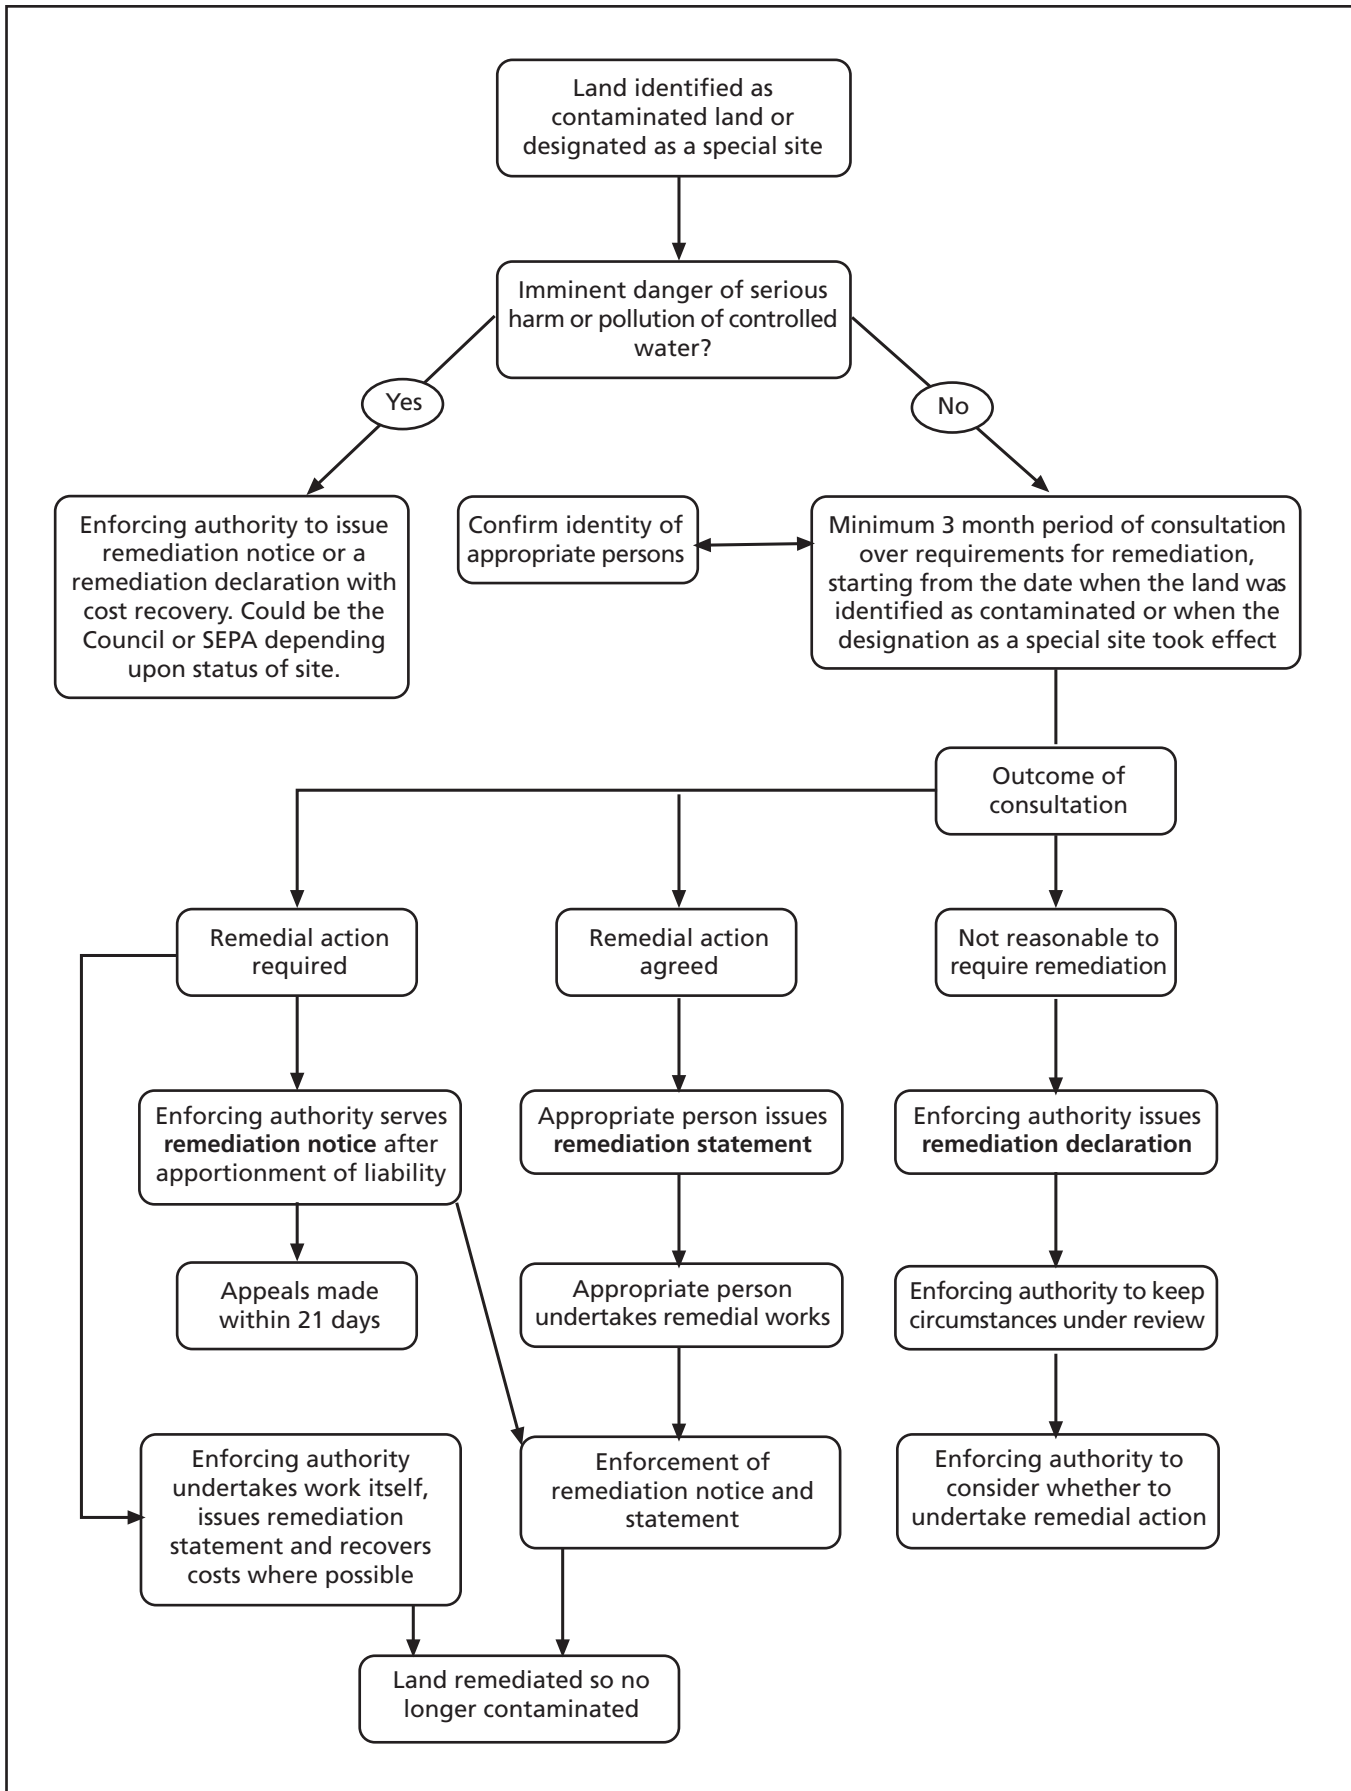 Land identified as
contaminated land or
designated as a special site
Imminent danger of serious
harm or pollution of controlled
water?
Yes
No
Enforcing authority to issue
remediation notice or a
remediation declaration with
cost recovery. Could be the
Council or SEPA depending
upon status of site.
Confirm identity of
appropriate persons
Minimum 3 month period of consultation
over requirements for remediation,
starting from the date when the land was
identified as contaminated or when the
designation as a special site took effect
Outcome of
consultation
Remedial action
required
Remedial action
agreed
Not reasonable to
require remediation
Enforcing authority serves
remediation notice after
apportionment of liability
Appropriate person issues
remediation statement
Enforcing authority issues
remediation declaration
Appeals made
within 21 days
Appropriate person
undertakes remedial works
Enforcing authority to keep
circumstances under review
Enforcing authority
undertakes work itself,
issues remediation
statement and recovers
costs where possible
Enforcement of
remediation notice and
statement
Enforcing authority to
consider whether to
undertake remedial action
Land remediated so no
longer contaminated